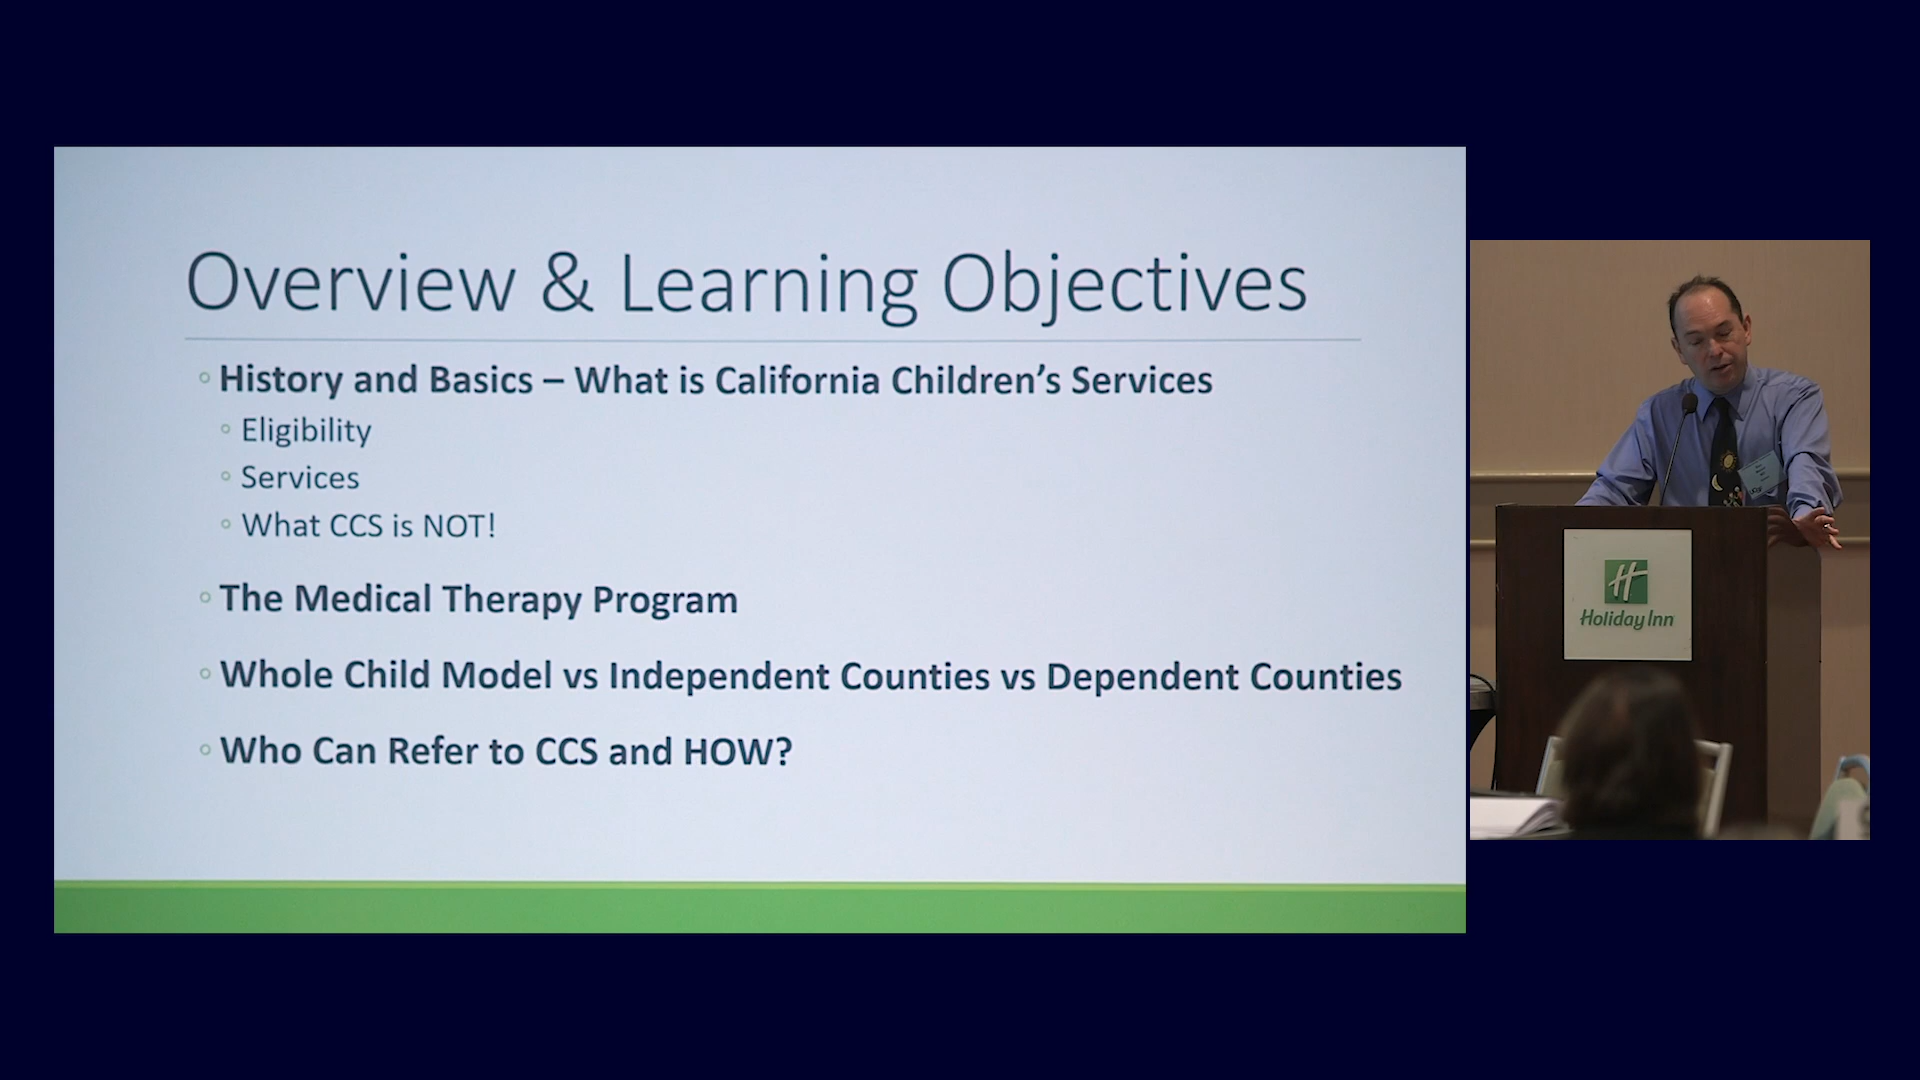 Overview & Learning Objectives
History and Basics – What is California Children's Services
Eligibility
Services
What CCS is NOT!
The Medical Therapy Program
Whole Child Model vs Independent Counties vs Dependent Counties
Who Can Refer to CCS and HOW?
H
Holiday Inn